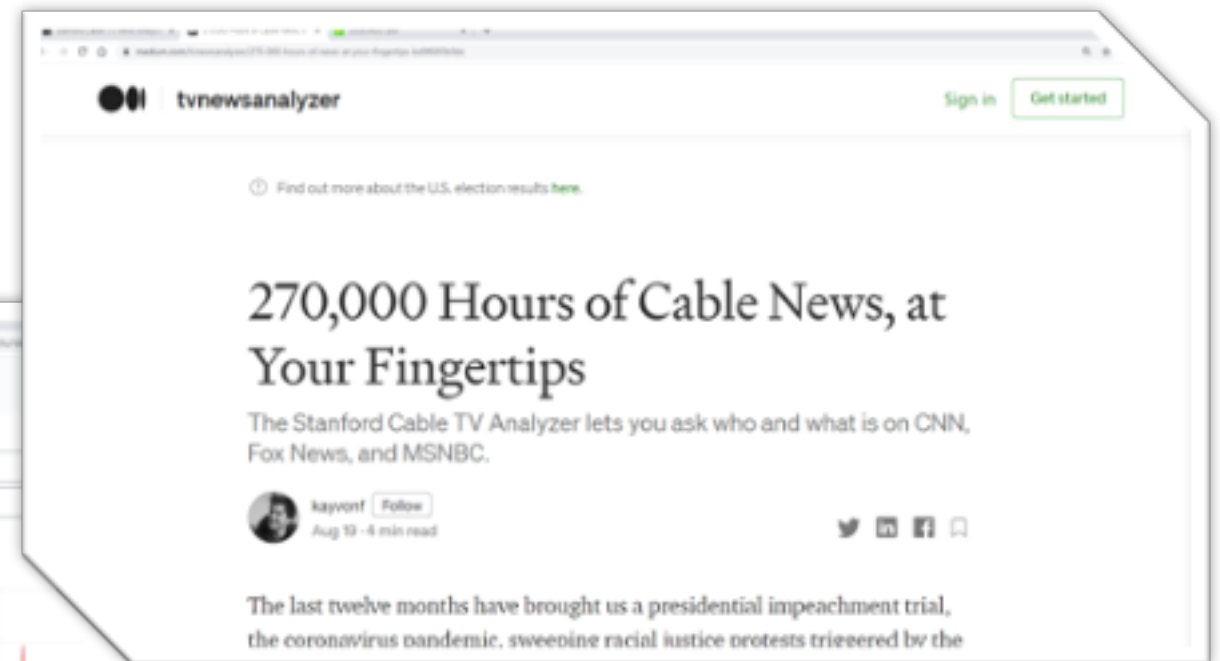 tvnewsanalyzer
Sign in
Get started
Find out more about the U.S. election results here.
270,000 Hours of Cable News, at
Your Fingertips
The Stanford Cable TV Analyzer lets you ask who and what is on CNN,
Fox News, and MSNBC.
kayvonf Follow
Aug 19 · 4 min read
The last twelve months have brought us a presidential impeachment trial,
the coronavirus pandemic, sweeping racial justice protests triggered by the